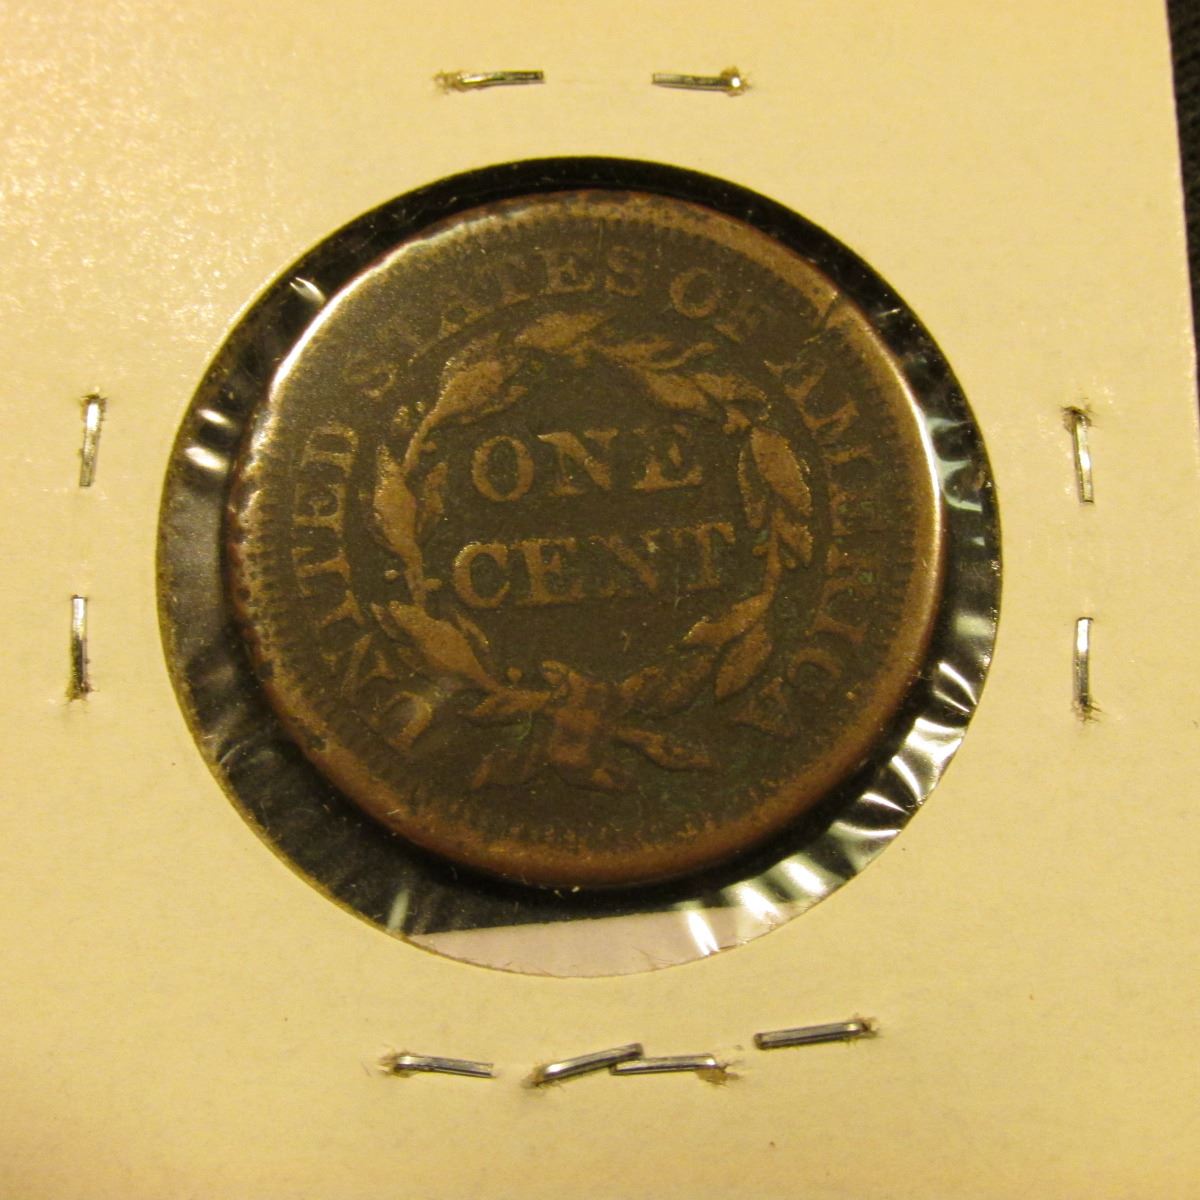 UNITED STATES OF AMERICA
ONE
CENT